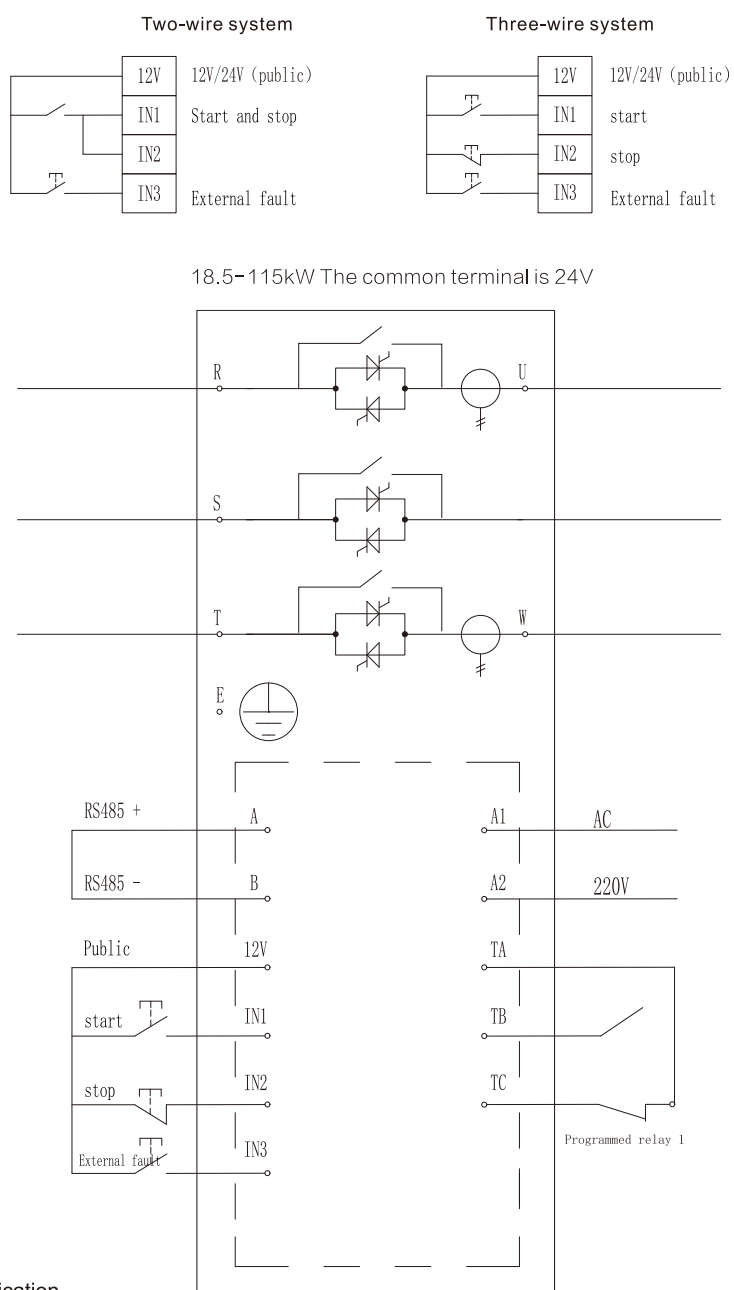 Two-wire system
Three-wire system
12V 12V/24V (public)
IN1 Start and stop
IN2
IN3 External fault
12V 12V/24V (public)
IN1 start
IN2 stop
IN3 External fault
18.5-115kW The common terminal is 24V
R U
S
T W
E
RS485 + A A1 AC
RS485 - B A2 220V
Public 12V TA
start IN1 TB
stop IN2 TC
External fault IN3
Programmed relay 1